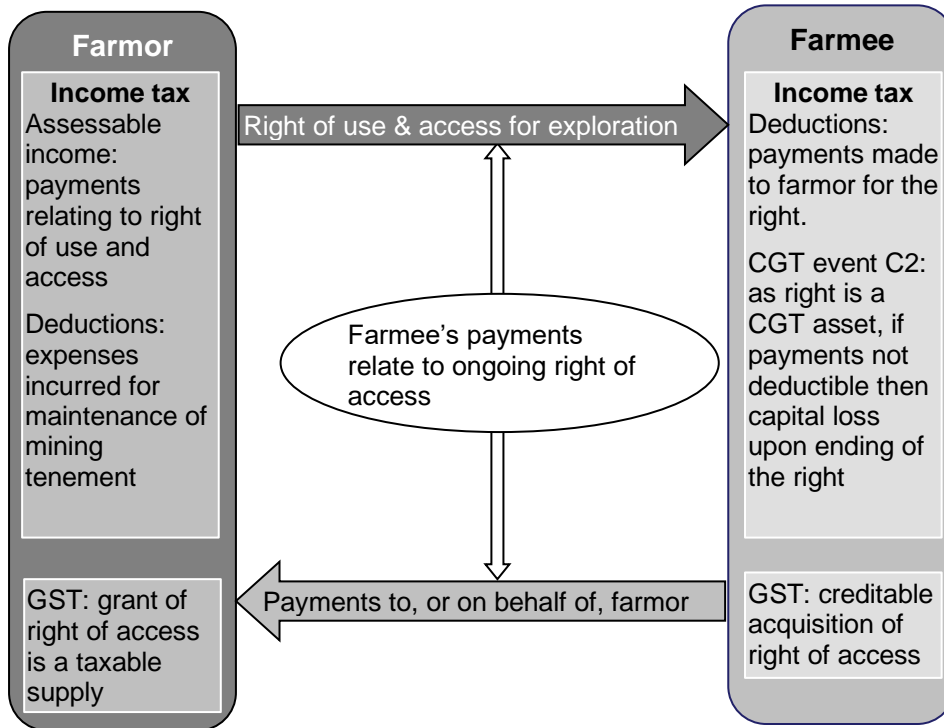 Farmor
Income tax
Assessable
income:
payments
relating to right
of use and
access
Deductions:
expenses
incurred for
maintenance of
mining
tenement
GST: grant of
right of access
is a taxable
supply
Right of use & access for exploration
Farmee's payments
relate to ongoing right of
access
Payments to, or on behalf of, farmor
Farmee
Income tax
Deductions:
payments made
to farmor for the
right.
CGT event C2:
as right is a
CGT asset, if
payments not
deductible then
capital loss
upon ending of
the right
GST: creditable
acquisition of
right of access